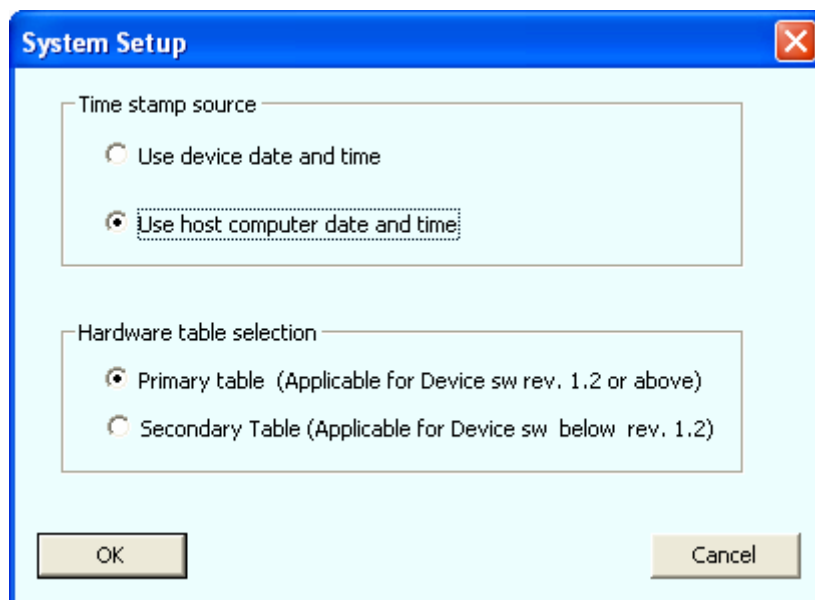 System Setup
Time stamp source
Use device date and time
Use host computer date and time
Hardware table selection
Primary table (Applicable for Device sw rev. 1.2 or above)
Secondary Table (Applicable for Device sw below rev. 1.2)
OK Cancel